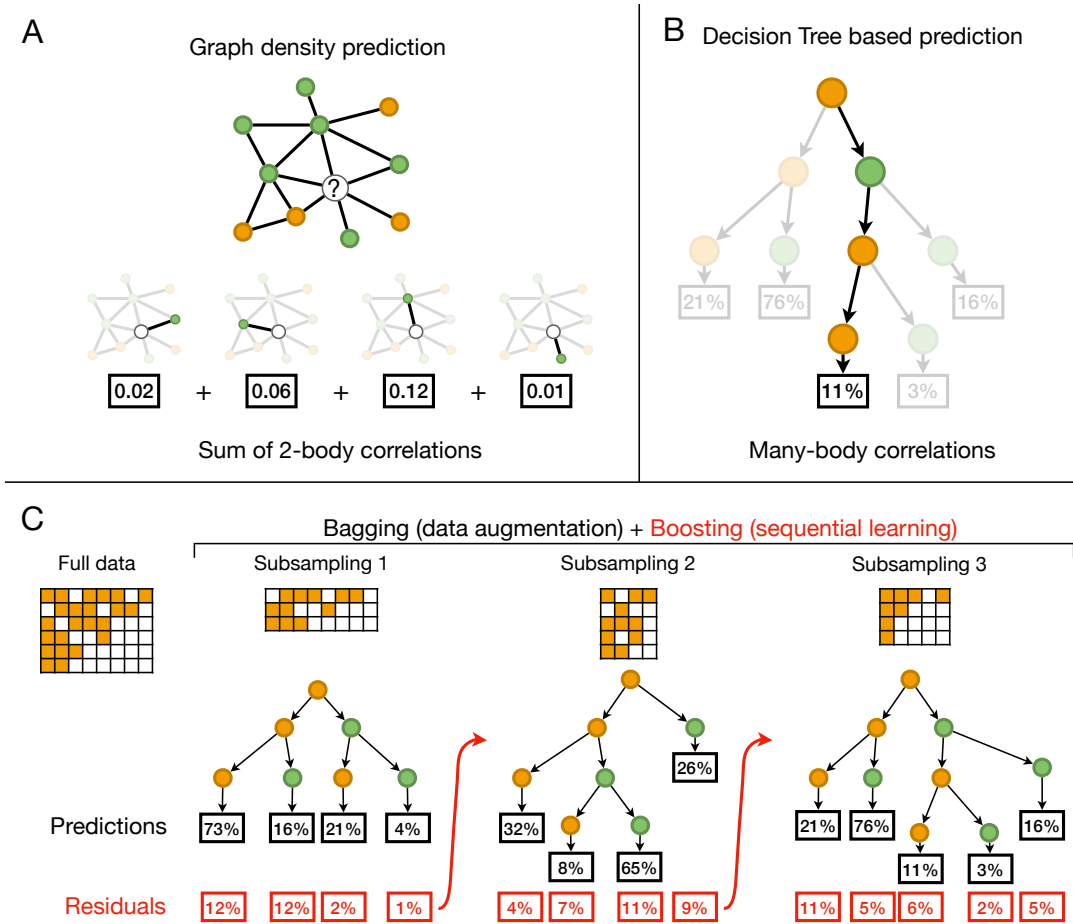 A
Graph density prediction
?
0.02 + 0.06 + 0.12 + 0.01
Sum of 2-body correlations
B
Decision Tree based prediction
21% 76% 16%
11% 3%
Many-body correlations
C
Bagging (data augmentation) + Boosting (sequential learning)
Full data
Subsampling 1
Subsampling 2
Subsampling 3
Predictions
73% 16% 21% 4%
26%
32%
8% 65%
21% 76% 16%
11% 3%
Residuals
12% 12% 2% 1%
4% 7% 11% 9%
11% 5% 6% 2% 5%